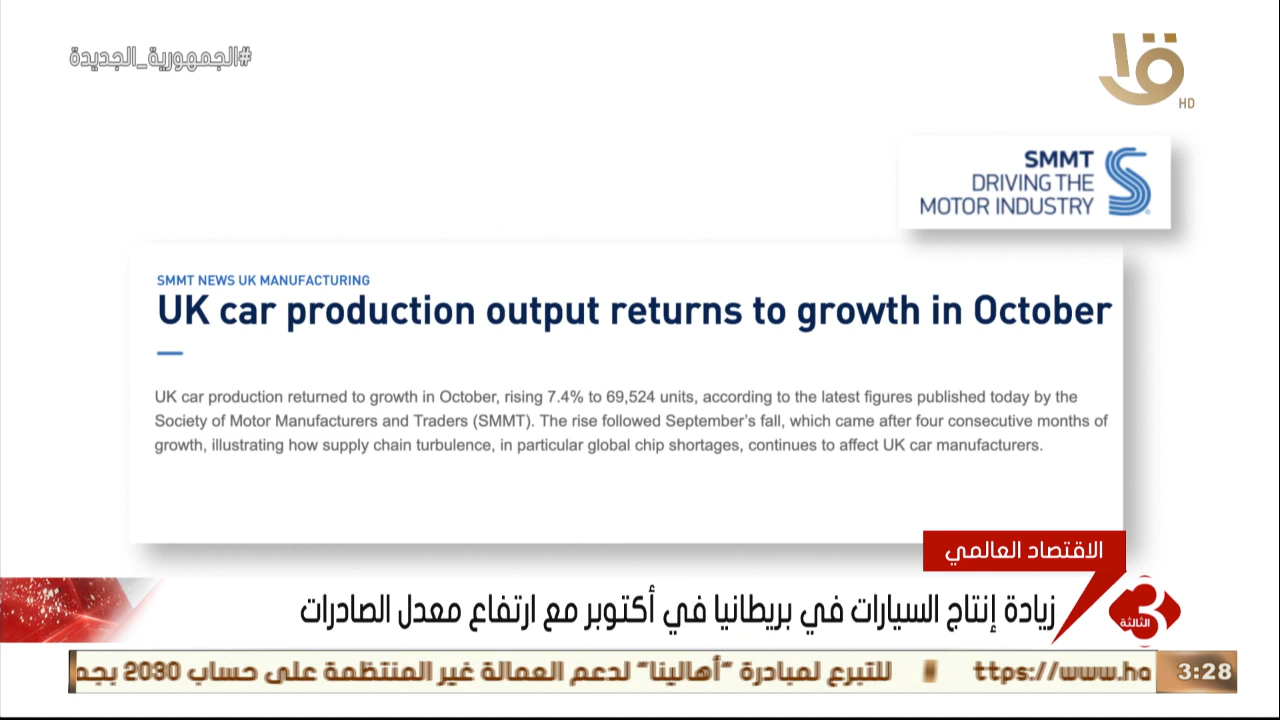 #الجمهورية_الجديدة
HD
SMMT
DRIVING THE
MOTOR INDUSTRY
SMMT NEWS UK MANUFACTURING
UK car production output returns to growth in October
UK car production returned to growth in October, rising 7.4% to 69,524 units, according to the latest figures published today by the
Society of Motor Manufacturers and Traders (SMMT). The rise followed September’s fall, which came after four consecutive months of
growth, illustrating how supply chain turbulence, in particular global chip shortages, continues to affect UK car manufacturers.
الاقتصاد العالمي
زيادة إنتاج السيارات في بريطانيا في أكتوبر مع ارتفاع معدل الصادرات
3
الثالثة
ttps://www.ha للتبرع لمبادرة “أهالينا” لدعم العمالة غير المنتظمة على حساب 2030 بجم
3:28